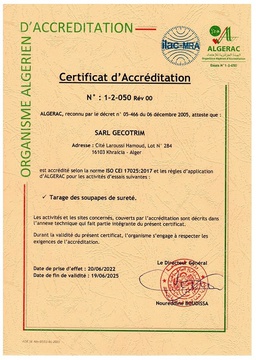 D'ACCREDITATION
ORGANISME ALGERIEN
ilac-MRA
ALGERAC
Certificat d'Accréditation
N° : 1-2-050 Rév 00
ALGERAC, reconnu par le décret n° 05-466 du 06 décembre 2005, atteste que :
SARL GECOTRIM
Adresse : Cité Laroussi Hamoud, Lot N° 284
16103 Khraicia - Alger
est accrédité selon la norme ISO CEI 17025:2017 et les règles d'application
d'ALGERAC pour les activités d'essais suivantes :
✓ Tarage des soupapes de sureté.
Les activités et les sites concernés, couverts par l'accréditation sont décrits dans
l'annexe technique qui fait partie intégrante du présent certificat.
Durant la validité du présent certificat, l'organisme s'engage à respecter les
exigences de l'accréditation.
Le Directeur Général
Date de prise d'effet : 20/06/2022
Date de fin de validité : 19/06/2025
Noureddine BOUDISSA